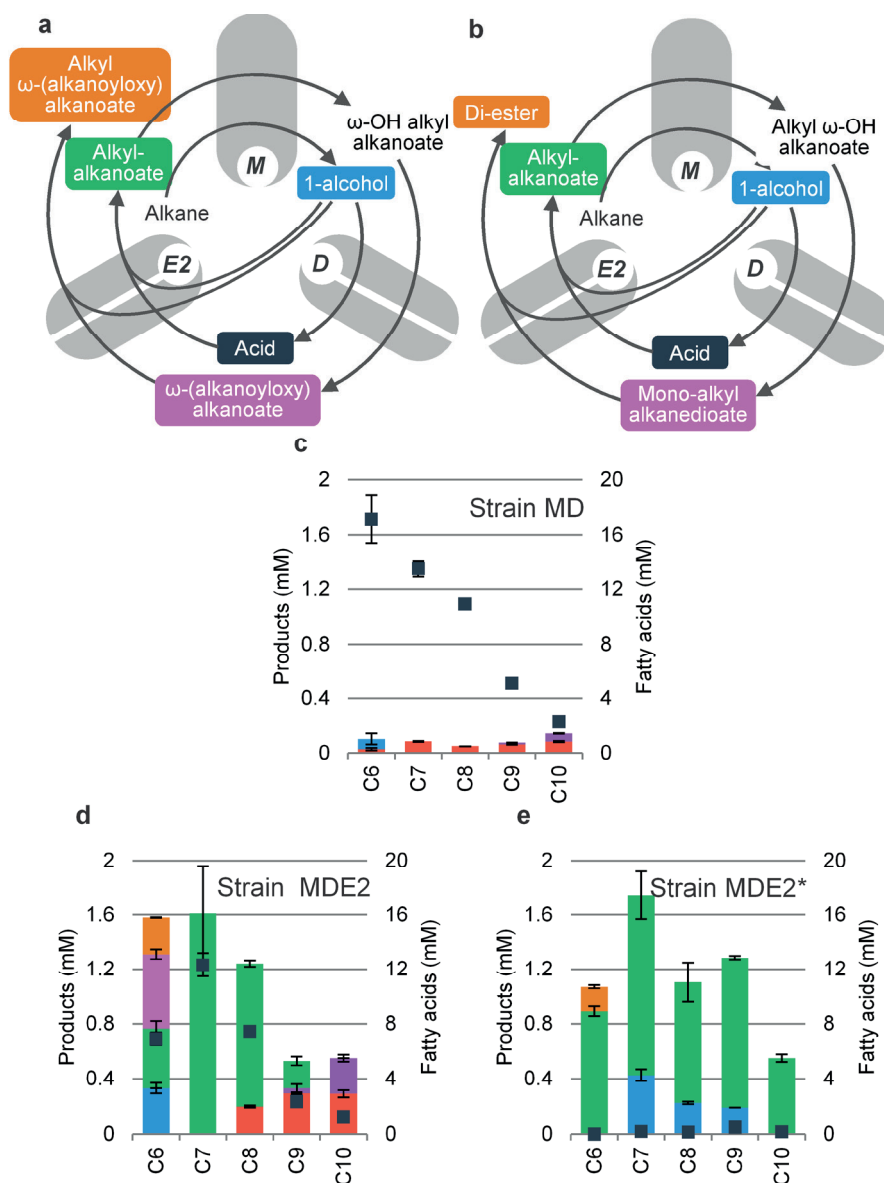 a
Alkyl
ω-(alkanoyloxy)
alkanoate
Alkyl-
alkanoate
Alkane
M
ω-OH alkyl
alkanoate
1-alcohol
E2
D
Acid
ω-(alkanoyloxy)
alkanoate
b
Di-ester
Alkyl-
alkanoate
Alkane
M
Alkyl ω-OH
alkanoate
1-alcohol
E2
D
Acid
Mono-alkyl
alkanedioate
c
Strain MD
Products (mM)
2
1.6
1.2
0.8
0.4
0
Fatty acids (mM)
20
16
12
8
4
0
C6
C7
C8
C9
C10
d
Strain MDE2
Products (mM)
2
1.6
1.2
0.8
0.4
0
Fatty acids (mM)
20
16
12
8
4
0
C6
C7
C8
C9
C10
e
Strain MDE2*
Products (mM)
2
1.6
1.2
0.8
0.4
0
Fatty acids (mM)
20
16
12
8
4
0
C6
C7
C8
C9
C10